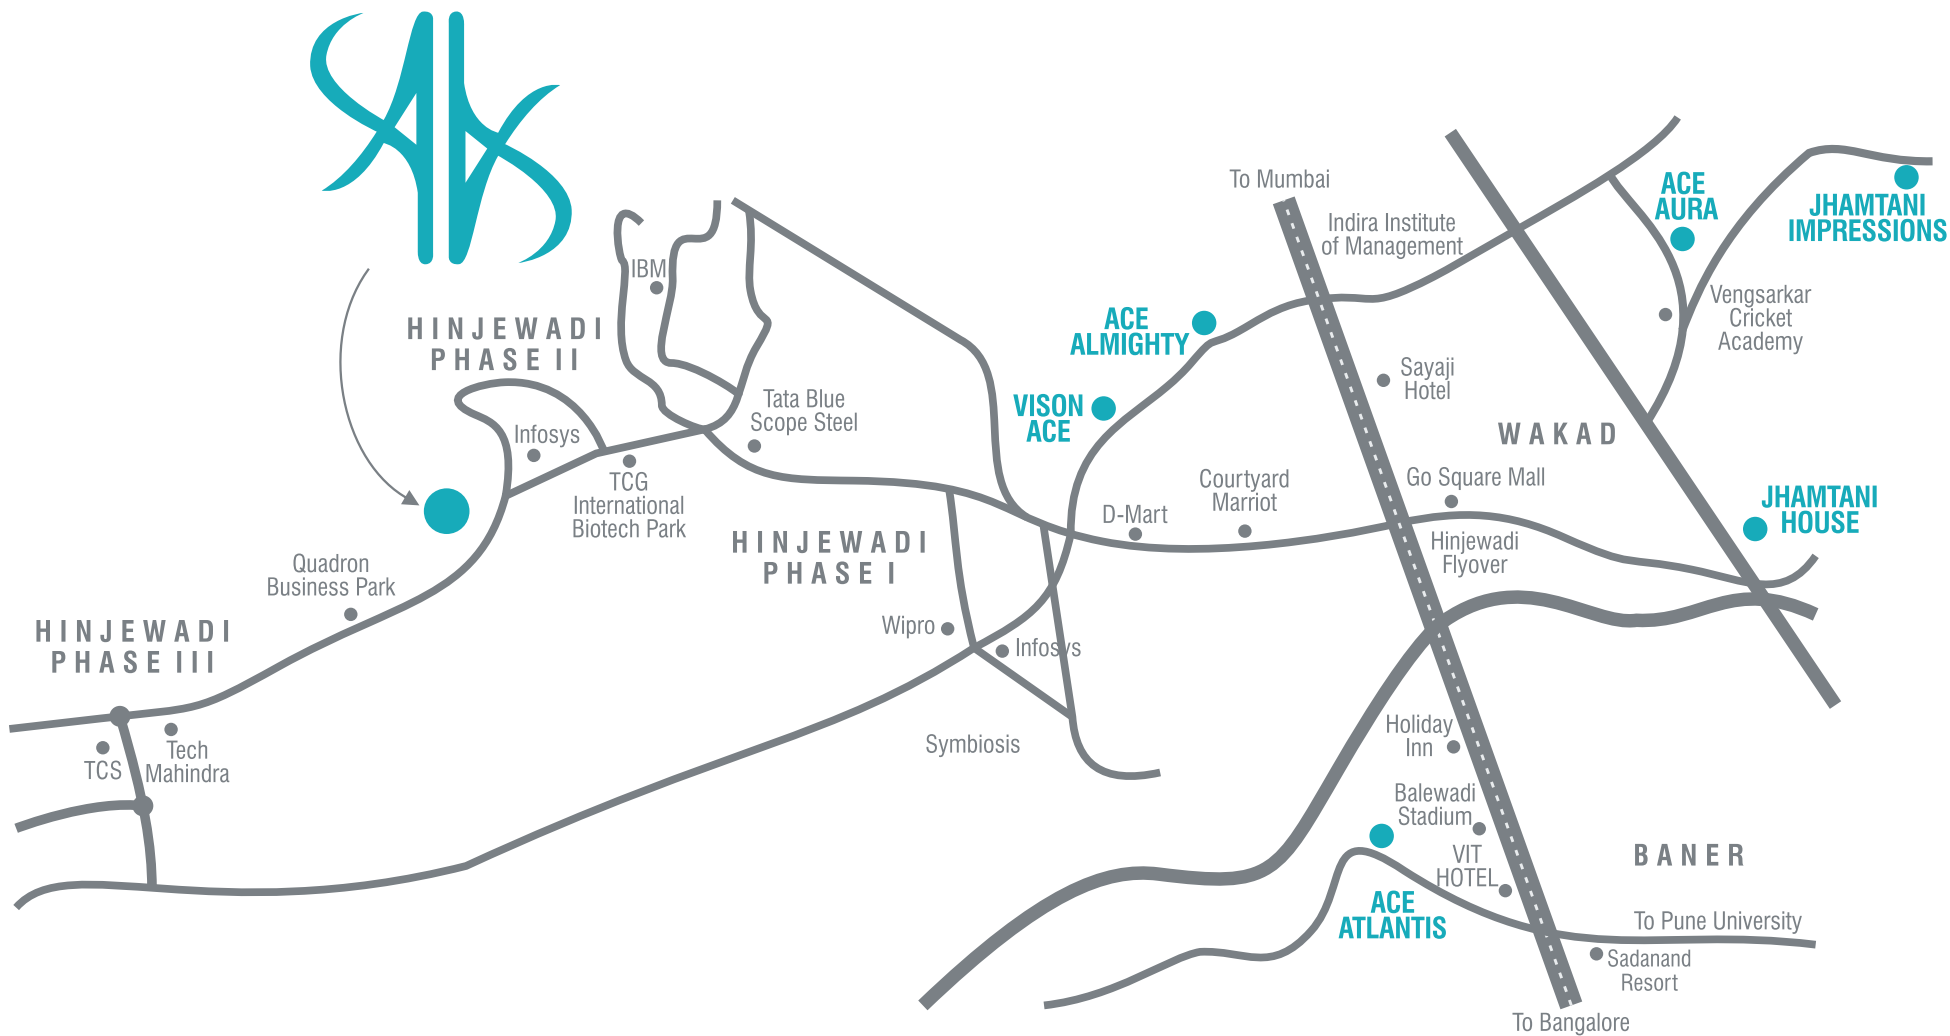 To Mumbai
Indira Institute
of Management
ACE
AURA
JHAMTANI
IMPRESSIONS
IBM
HINJEWADI
PHASE II
ACE
ALMIGHTY
Vengsarkar
Cricket
Academy
Sayaji
Hotel
Tata Blue
Scope Steel
VISON
ACE
Infosys
WAKAD
TCG
International
Biotech Park
Courtyard
Marriot
Go Square Mall
D-Mart
JHAMTANI
HOUSE
HINJEWADI
PHASE I
Hinjewadi
Flyover
Quadron
Business Park
HINJEWADI
PHASE III
Wipro
Infosys
Symbiosis
Holiday
Inn
TCS
Tech
Mahindra
Balewadi
Stadium
VIT
HOTEL
BANER
ACE
ATLANTIS
To Pune University
Sadanand
Resort
To Bangalore